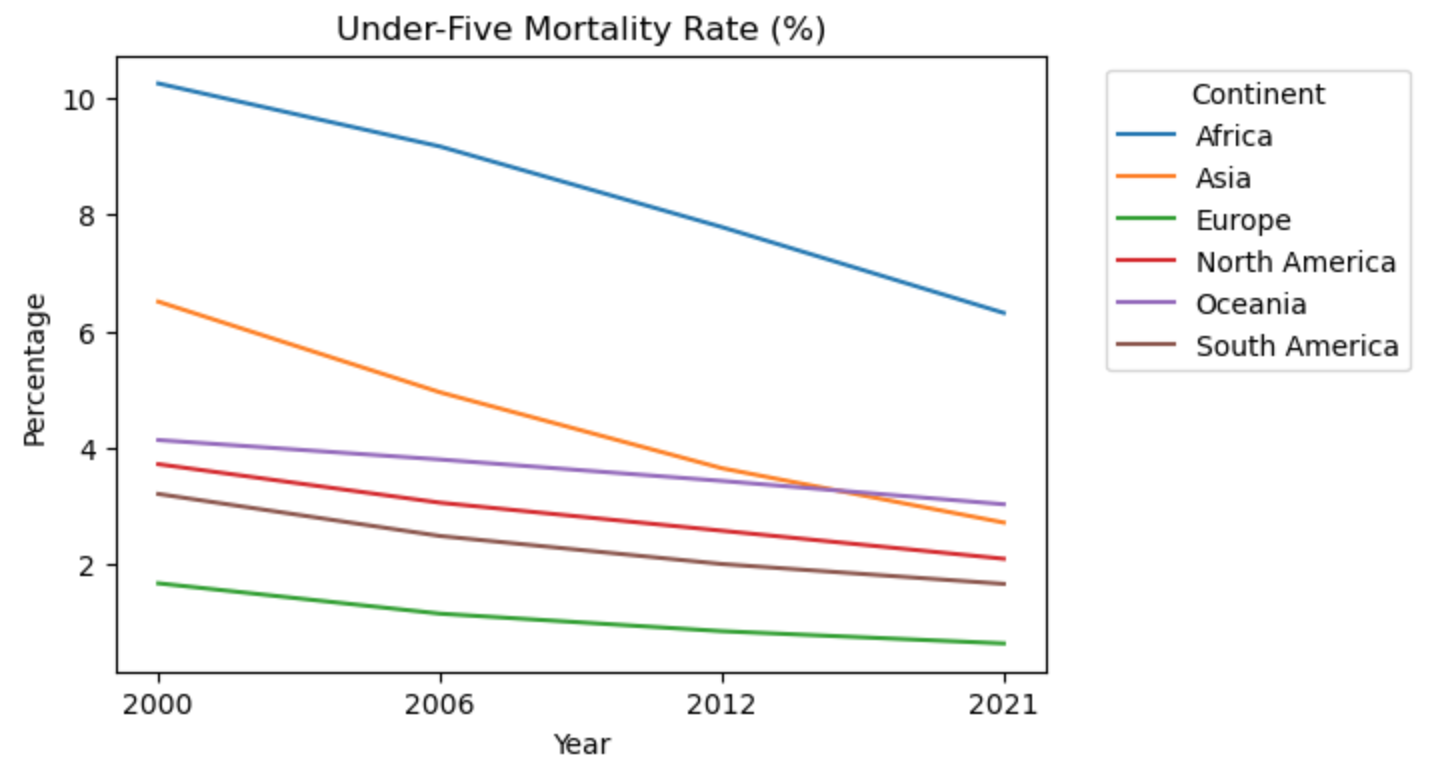 Under-Five Mortality Rate (%)
Percentage
10
8
6
4
2
2000 2006 2012 2021
Year
Continent
Africa
Asia
Europe
North America
Oceania
South America